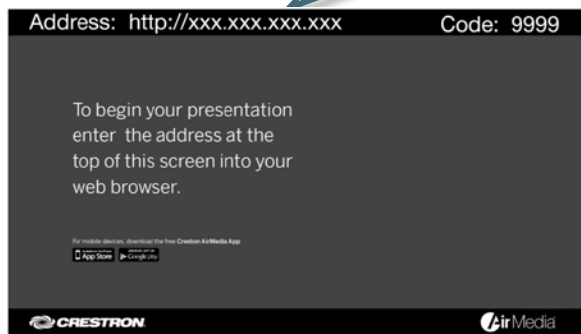 Address: http://xxx.xxx.xxx.xxx Code: 9999
To begin your presentation
enter the address at the
top of this screen into your
web browser.
For mobile devices, download the free Crestron AirMedia App
App Store Google play
CRESTRON
AirMedia